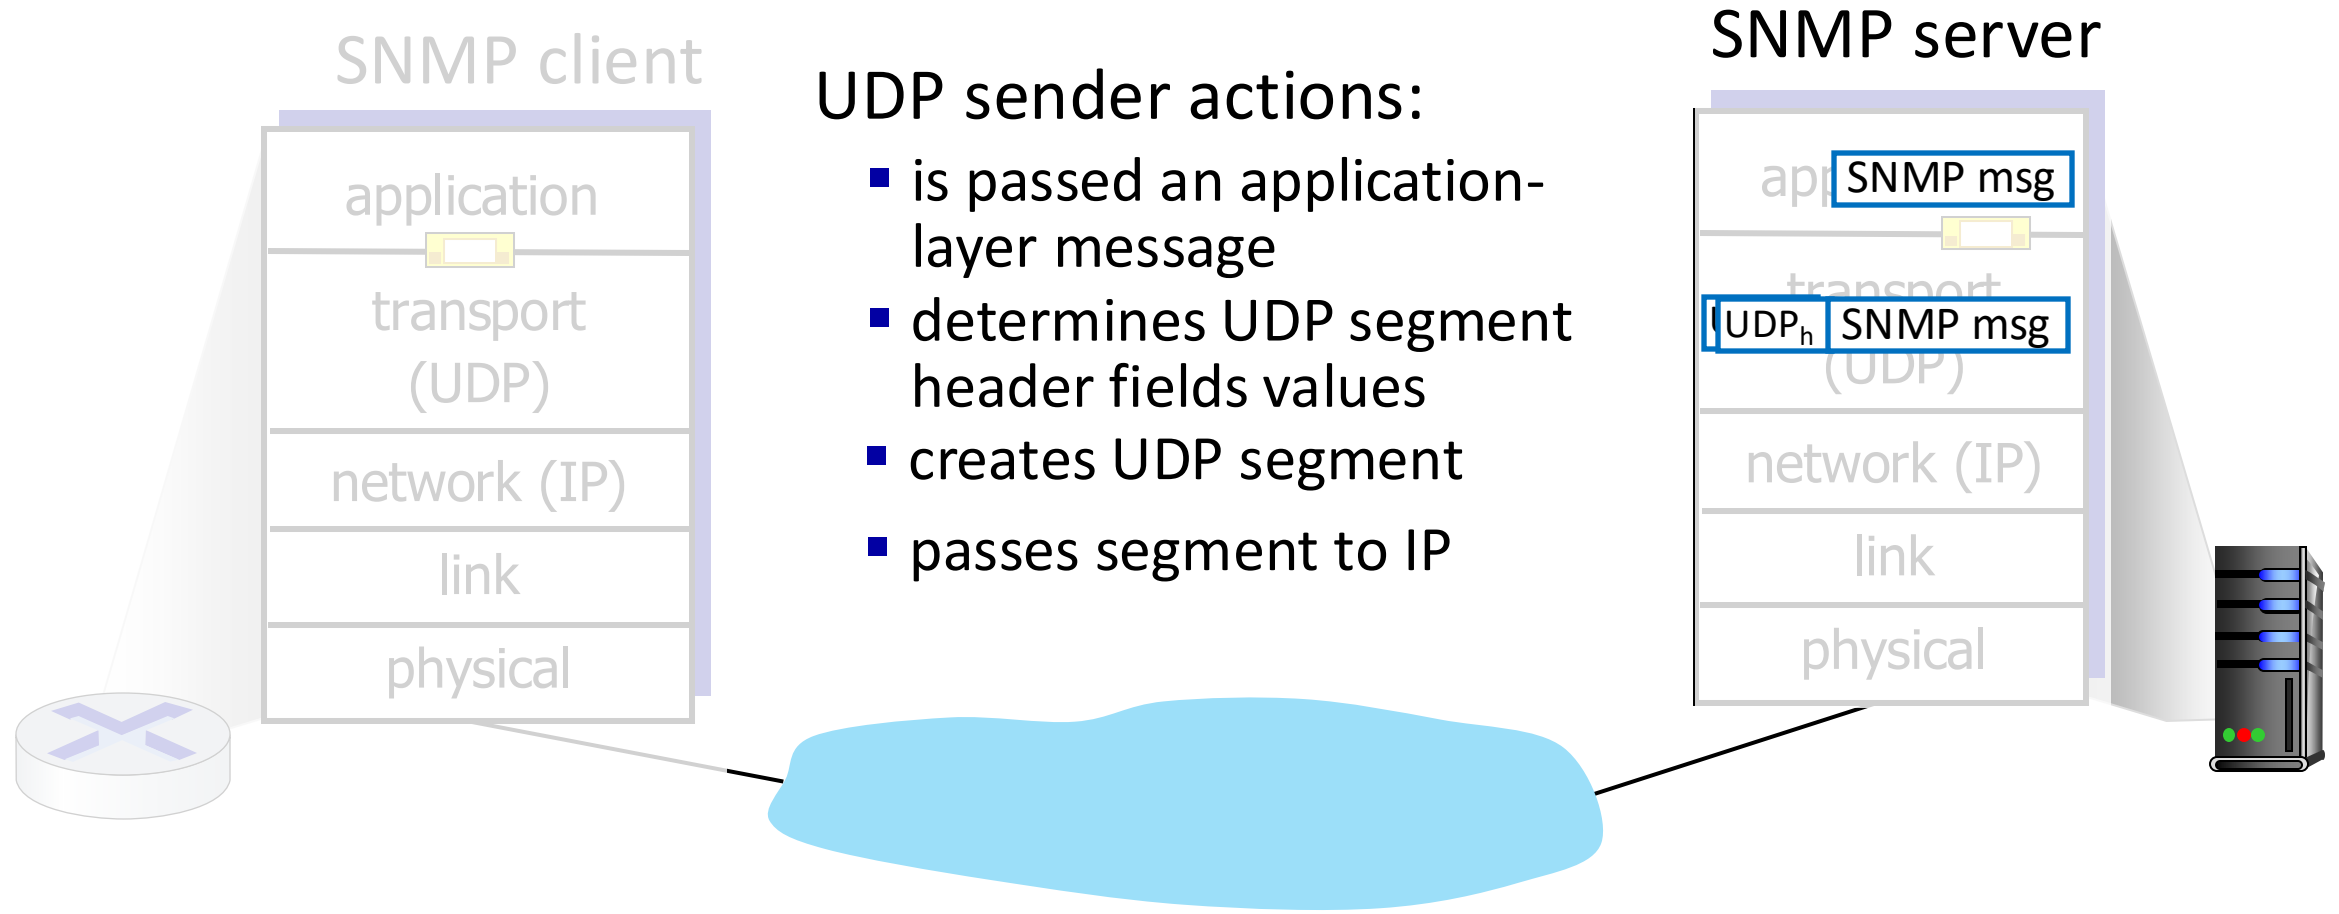 SNMP client
application
transport
(UDP)
network (IP)
link
physical
UDP sender actions:
is passed an application-
layer message
determines UDP segment
header fields values
creates UDP segment
passes segment to IP
SNMP server
SNMP msg
transport
UDPh SNMP msg
(UDP)
network (IP)
link
physical